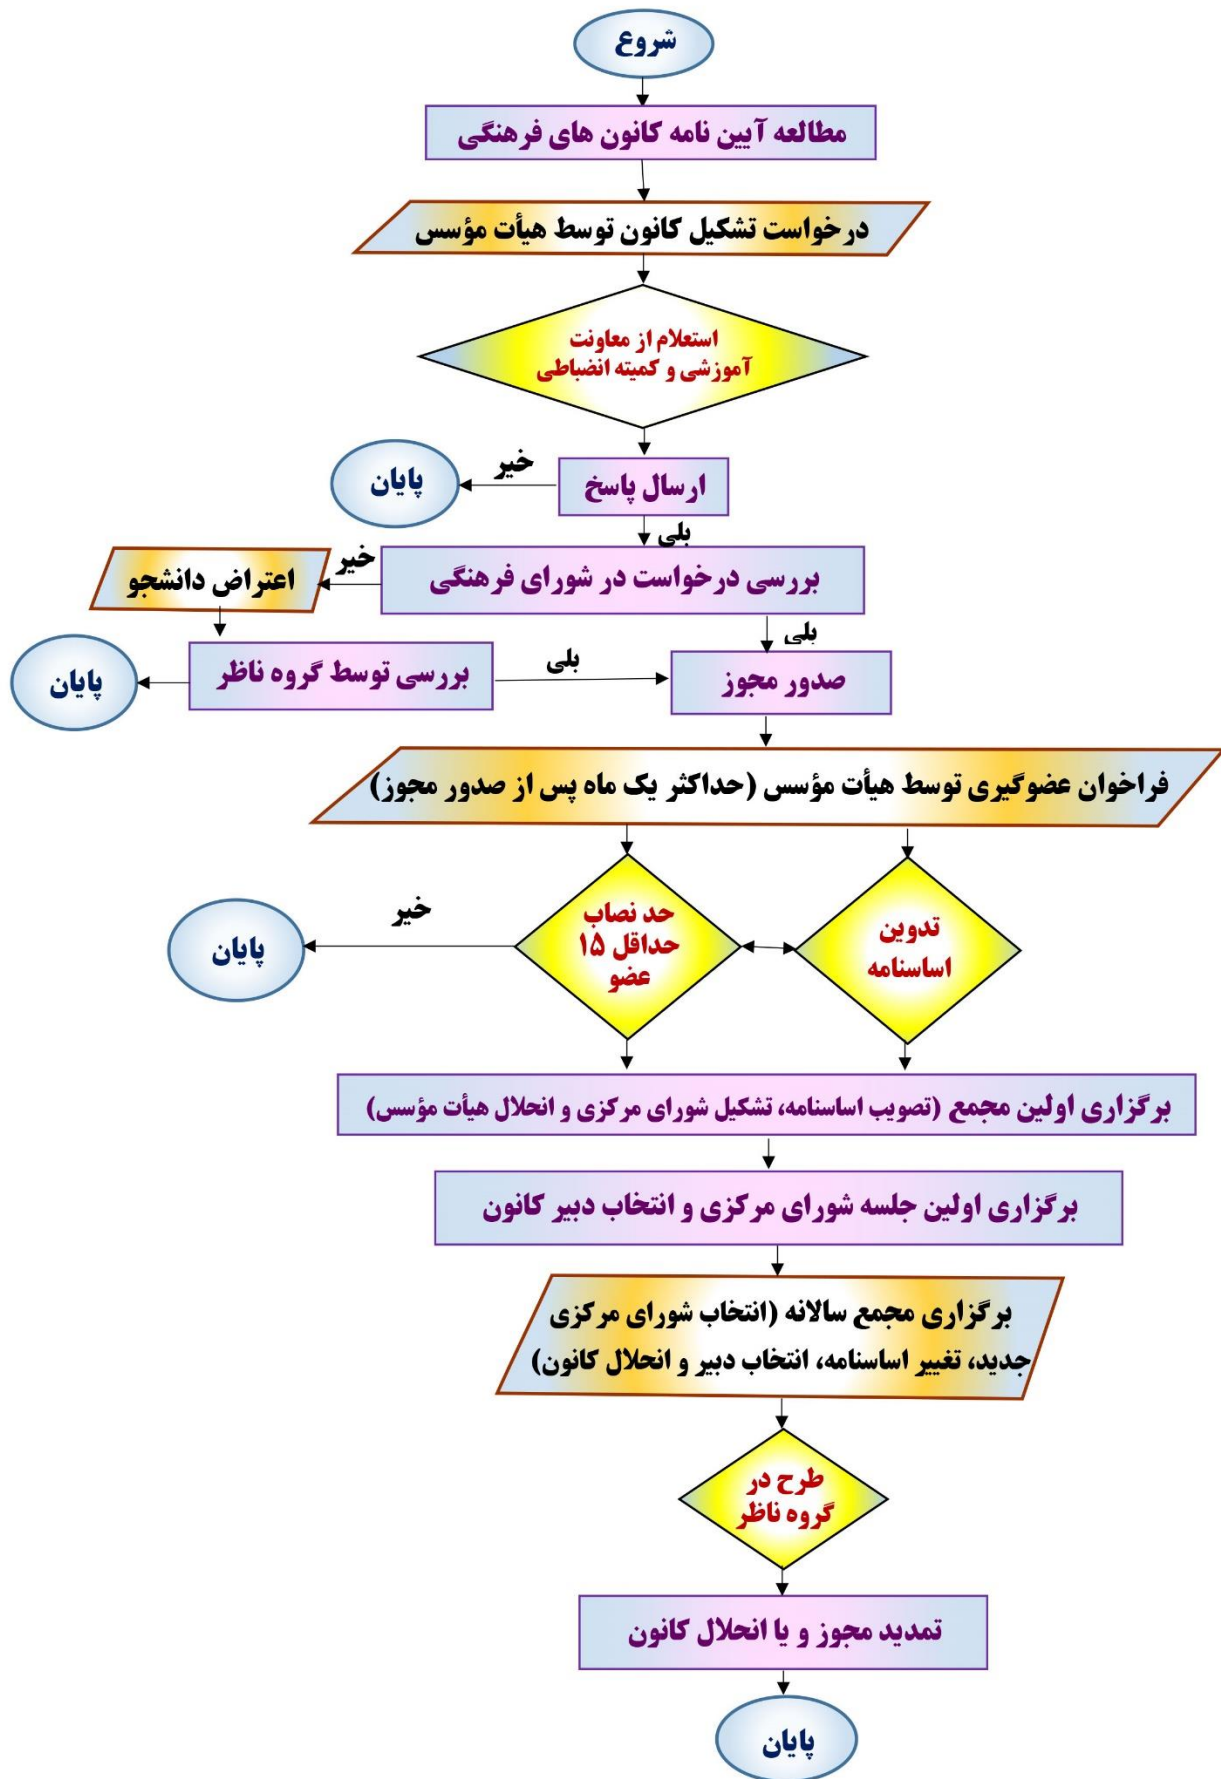 شروع
مطالعه آیین نامه کانون های فرهنگی
درخواست تشکیل کانون توسط هیأت مؤسس
استعلام از معاونت
آموزشی و کمیته انضباطی
ارسال پاسخ
خیر
پایان
بلی
بررسی درخواست در شورای فرهنگی
خیر
اعتراض دانشجو
بلی
صدور مجوز
بلی
بررسی توسط گروه ناظر
پایان
فراخوان عضوگیری توسط هیأت مؤسس (حداکثر یک ماه پس از صدور مجوز)
تدوین
اساسنامه
حد نصاب
حداقل ۱۵
عضو
خیر
پایان
برگزاری اولین مجمع (تصویب اساسنامه، تشکیل شورای مرکزی و انحلال هیأت مؤسس)
برگزاری اولین جلسه شورای مرکزی و انتخاب دبیر کانون
برگزاری مجمع سالانه (انتخاب شورای مرکزی
جدید، تغییر اساسنامه، انتخاب دبیر و انحلال کانون)
طرح در
گروه ناظر
تمدید مجوز و یا انحلال کانون
پایان